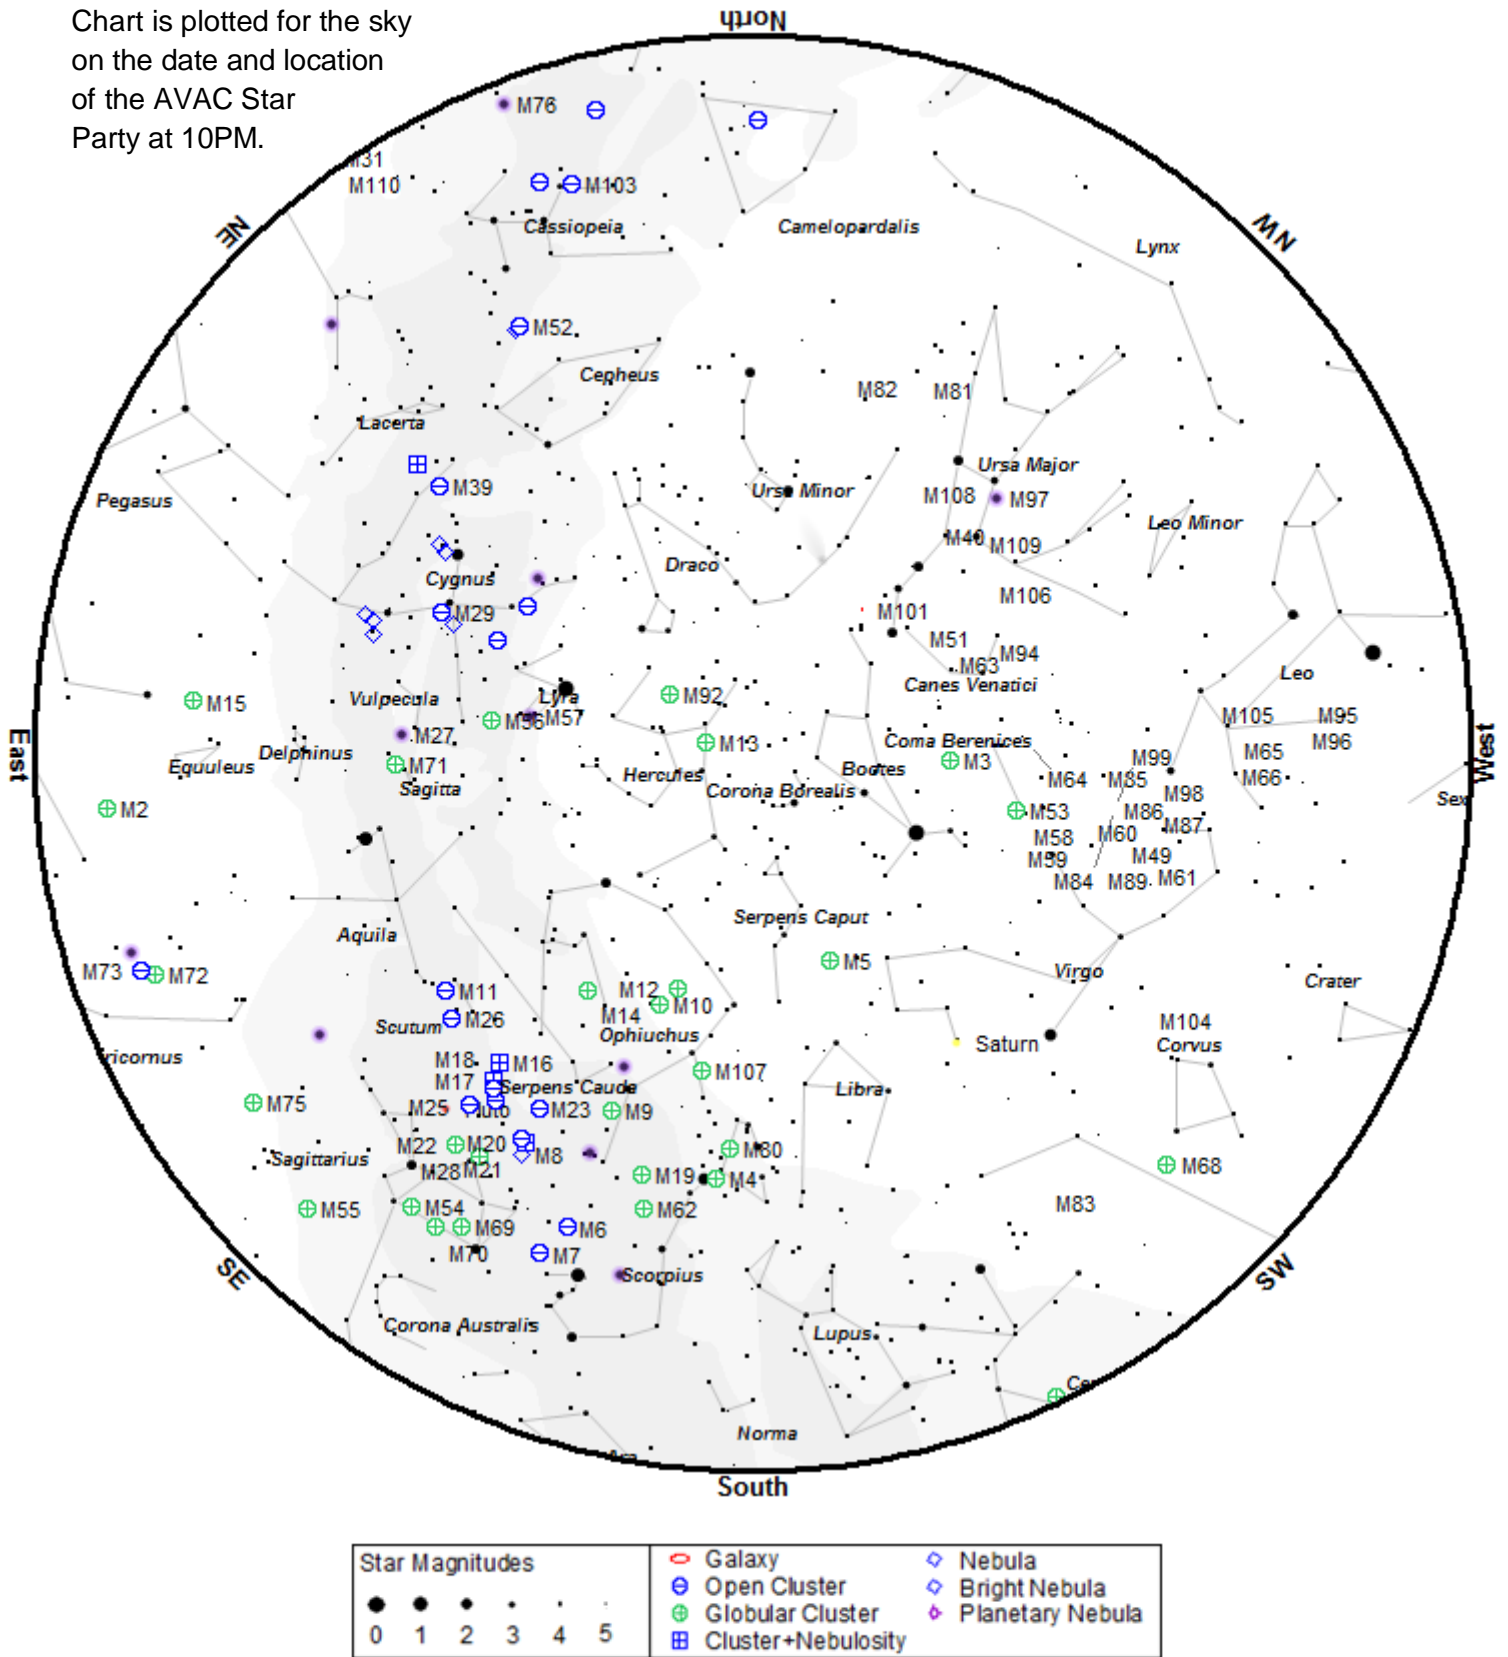 Chart is plotted for the sky
on the date and location
of the AVAC Star
Party at 10PM.
North
M76
M31
M110
M103
Cassiopeia
Camelopardalis
NE
NW
Lynx
M52
Cepheus
M82
M81
Lacerta
Ursa Major
Pegasus
M39
Ursa Minor
M108
M97
Leo Minor
M40
M109
Draco
Cygnus
M106
M29
M101
M51
M94
M63
Leo
Canes Venatici
Vulpecula
Lyra
M92
M15
M56
M57
M105
M95
M27
M13
Coma Berenices
M96
East
West
Delphinus
M65
M99
Equuleus
M71
Hercules
Bootes
M3
M64
M85
M66
Sagitta
Corona Borealis
M98
Sex
M2
M53
M86
M87
M58
M60
M59
M49
M84
M89
M61
Serpens Caput
Aquila
M5
Virgo
M73
M72
Crater
M11
M12
M10
M26
M14
Scutum
Ophiuchus
M104
Saturn
Corvus
ricornus
M18
M16
M107
M17
Serpens Cauda
Libra
M75
M25
Pluto
M23
M9
M22
M20
M80
Sagittarius
M8
M28
M21
M19
M4
M68
M55
M54
M62
M83
M69
M6
M70
M7
SE
SW
Scorpius
Corona Australis
Lupus
Cen
Norma
Ara
South
Star Magnitudes
0 1 2 3 4 5
Galaxy
Open Cluster
Globular Cluster
Cluster+Nebulosity
Nebula
Bright Nebula
Planetary Nebula